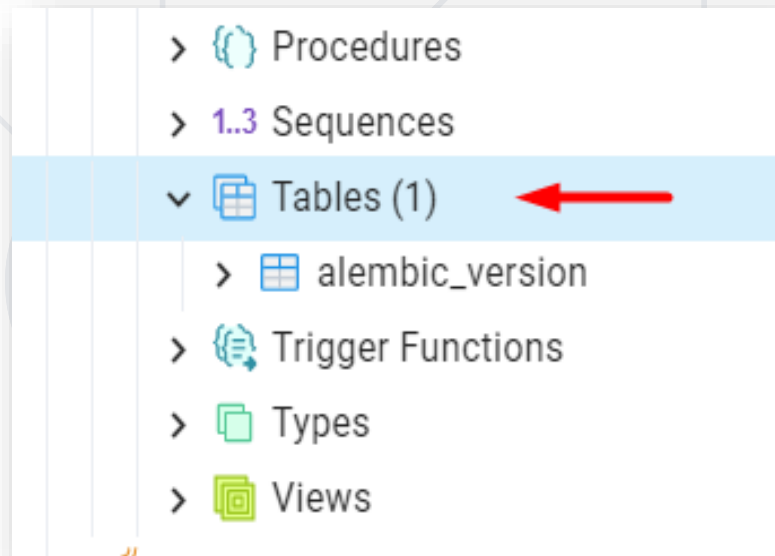 Procedures
1..3 Sequences
Tables (1)
alembic_version
Trigger Functions
Types
Views